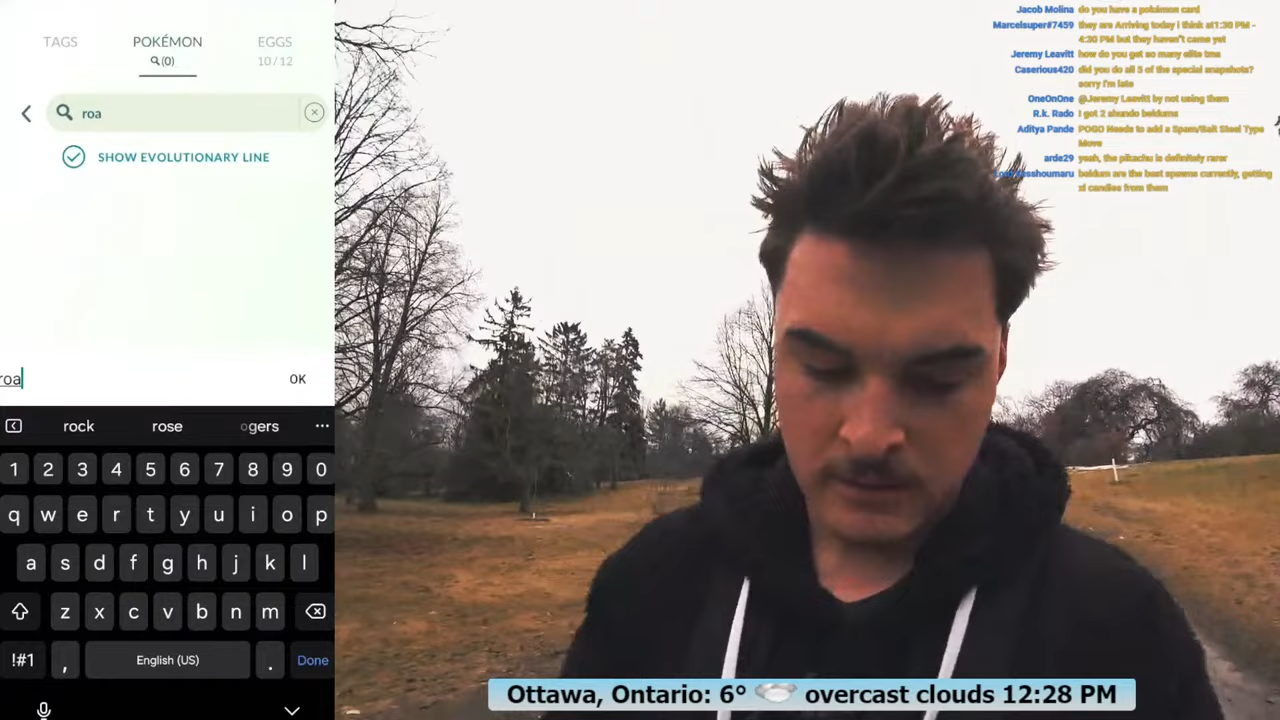 TAGS
POKÉMON
(0)
EGGS
10 / 12
roa
SHOW EVOLUTIONARY LINE
roa
OK
rock rose ogers ...
1 2 3 4 5 6 7 8 9 0
q w e r t y u i o p
a s d f g h j k l
z x c v b n m
!#1 , English (US) . Done
Jacob Molina do you have a pokimon card
Marcelsuper#7459 they are Arriving today i think at1:30 PM -
4:30 PM but they haven't came yet
Jeremy Leavitt how do you get so many elite tms
Caserious420 did you do all 5 of the special snapshots?
sorry I'm late
OneOnOne @Jeremy Leavitt by not using them
R.k. Rado I got 2 shundo beldums
Aditya Pande POGO Needs to add a Spam/Bait Steel Type
Move
arde29 yeah, the pikachu is definitely rarer
beldum are the best spawns currently, getting
xl candies from them
Ottawa, Ontario: 6° overcast clouds 12:28 PM